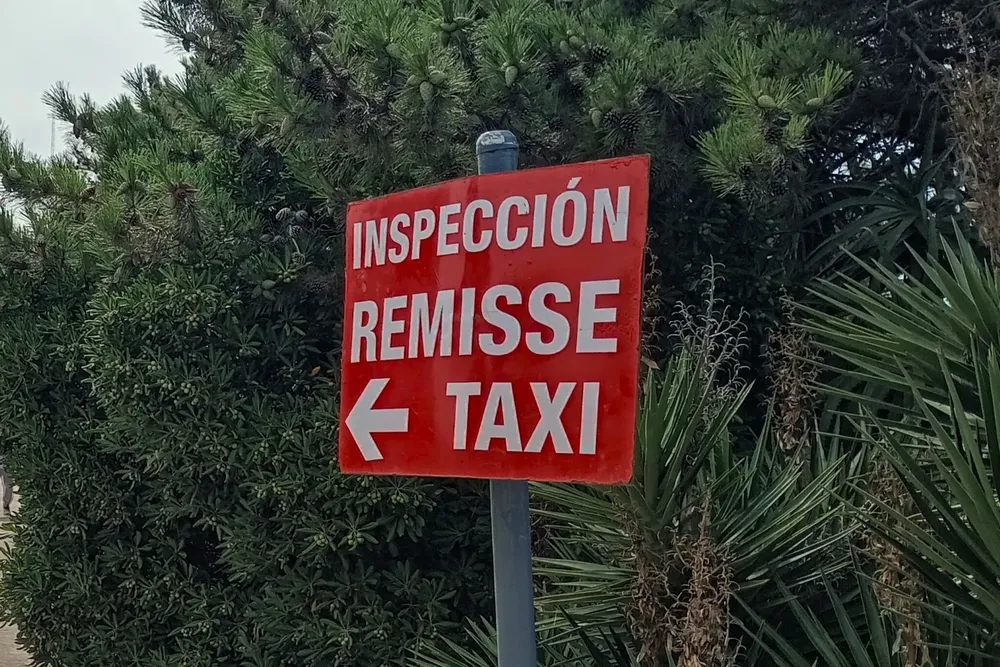 INSPECCIÓN
REMISSE
← TAXI